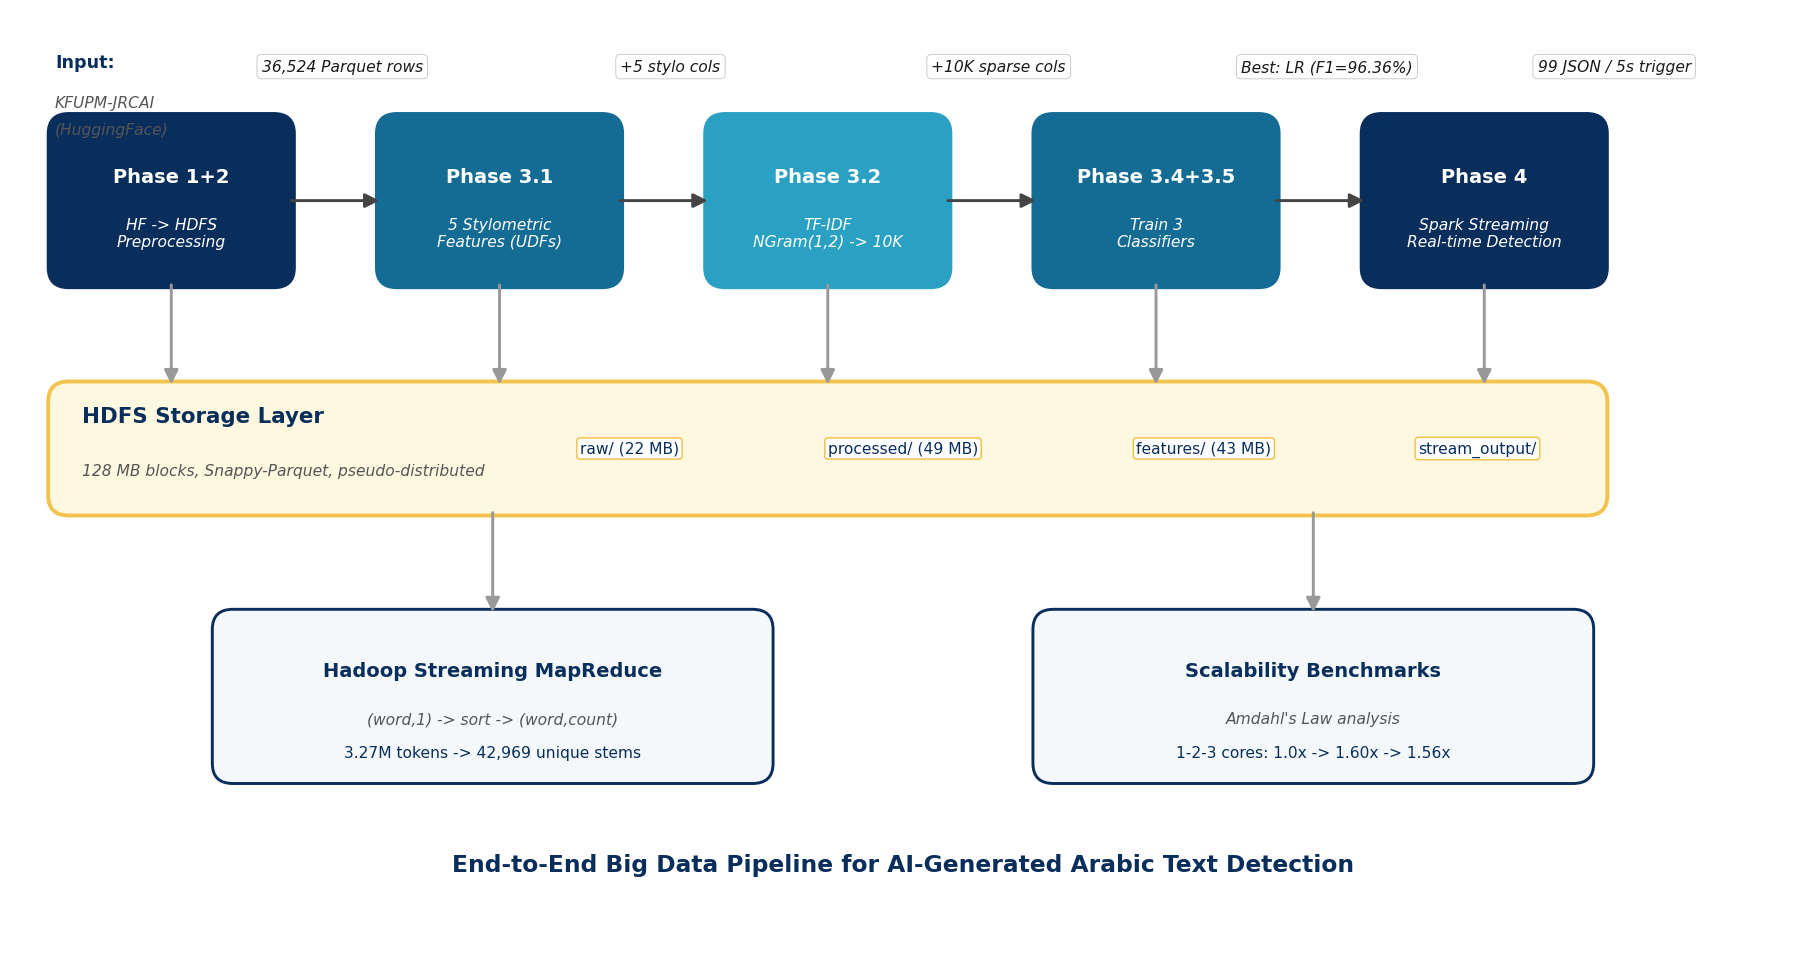 Input:
36,524 Parquet rows
+5 stylo cols
+10K sparse cols
Best: LR (F1=96.36%)
99 JSON / 5s trigger
KFUPM-JRCAI
(HuggingFace)
Phase 1+2
HF -> HDFS
Preprocessing
Phase 3.1
5 Stylometric
Features (UDFs)
Phase 3.2
TF-IDF
NGram(1,2) -> 10K
Phase 3.4+3.5
Train 3
Classifiers
Phase 4
Spark Streaming
Real-time Detection
HDFS Storage Layer
128 MB blocks, Snappy-Parquet, pseudo-distributed
raw/ (22 MB)
processed/ (49 MB)
features/ (43 MB)
stream_output/
Hadoop Streaming MapReduce
(word,1) -> sort -> (word,count)
3.27M tokens -> 42,969 unique stems
Scalability Benchmarks
Amdahl's Law analysis
1-2-3 cores: 1.0x -> 1.60x -> 1.56x
End-to-End Big Data Pipeline for AI-Generated Arabic Text Detection